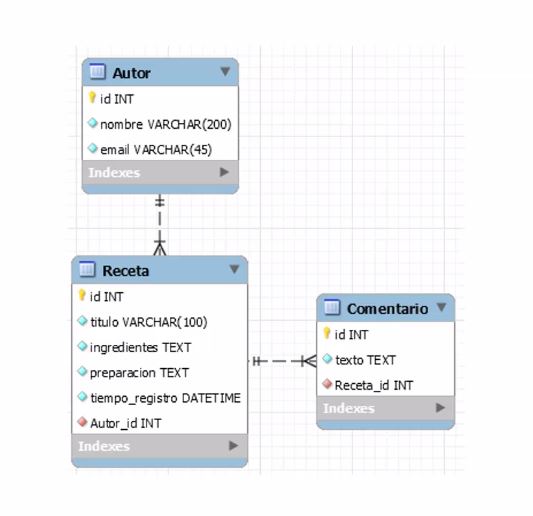 Autor
id INT
nombre VARCHAR(200)
email VARCHAR(45)
Indexes
Receta
id INT
titulo VARCHAR(100)
ingredientes TEXT
preparacion TEXT
tiempo_registro DATETIME
Autor_id INT
Indexes
Comentario
id INT
texto TEXT
Receta_id INT
Indexes